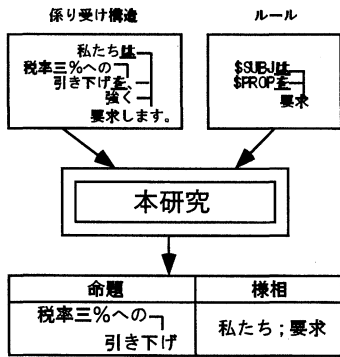 係り受け構造
ルール
私たちは
税率三%への
引き下げを、
強く
要求します。
$SUBJは
$PROPを
要求
本研究
命題
様相
税率三%への
引き下げ
私たち;要求